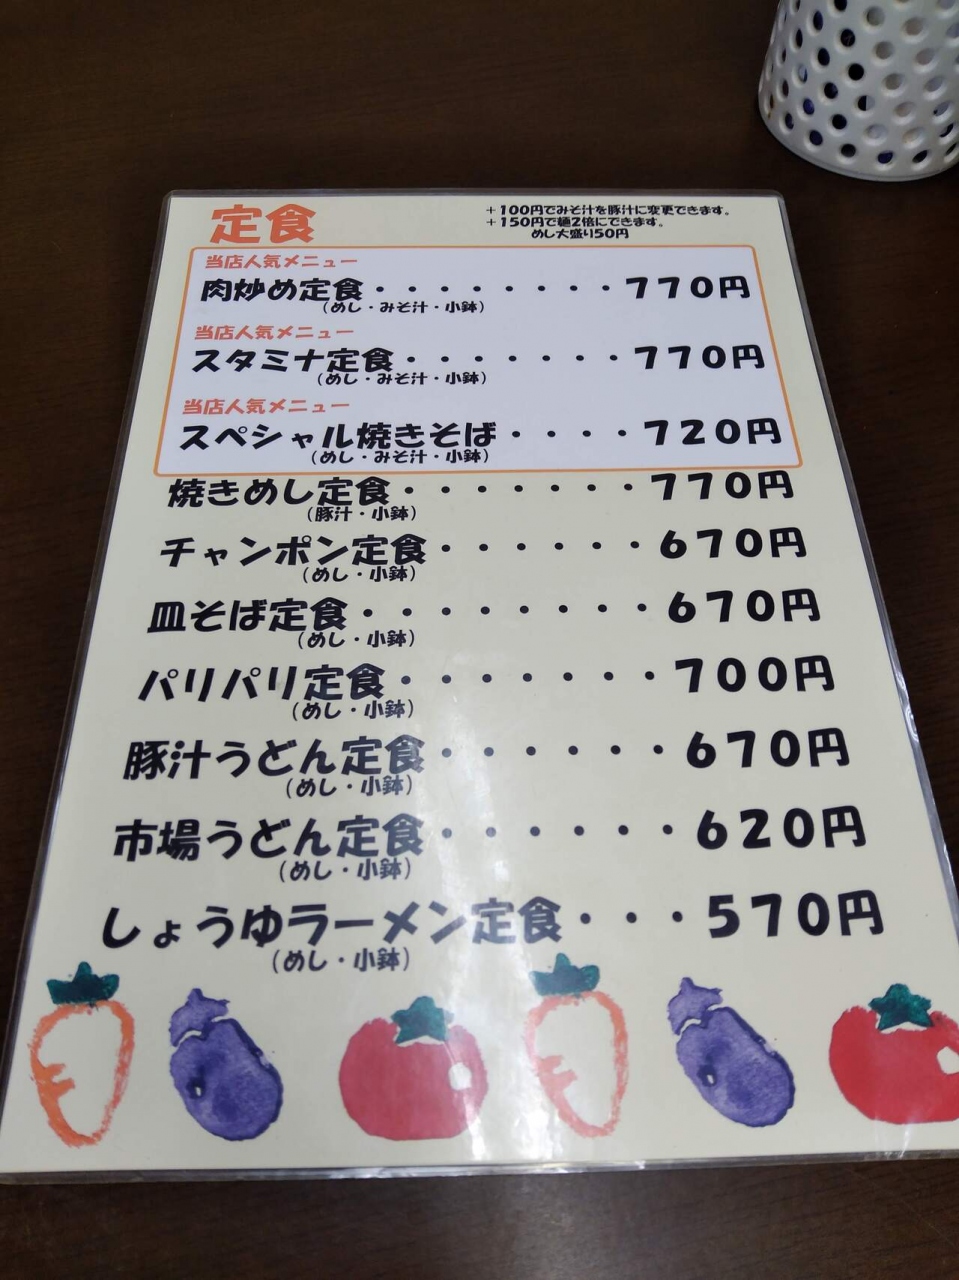 定食
+100円でみそ汁を豚汁に変更できます。
+150円で麺2倍にできます。
めし大盛り50円
当店人気メニュー
肉炒め定食・・・・・・・・・770円
(めし・みそ汁・小鉢)
当店人気メニュー
スタミナ定食・・・・・・・・770円
(めし・みそ汁・小鉢)
当店人気メニュー
スペシャル焼きそば・・・・720円
(めし・みそ汁・小鉢)
焼きめし定食・・・・・・・・770円
(豚汁・小鉢)
チャンポン定食・・・・・・・670円
(めし・小鉢)
皿そば定食・・・・・・・・・670円
(めし・小鉢)
パリパリ定食・・・・・・・・700円
(めし・小鉢)
豚汁うどん定食・・・・・・・670円
(めし・小鉢)
市場うどん定食・・・・・・・620円
(めし・小鉢)
しょうゆラーメン定食・・・570円
(めし・小鉢)